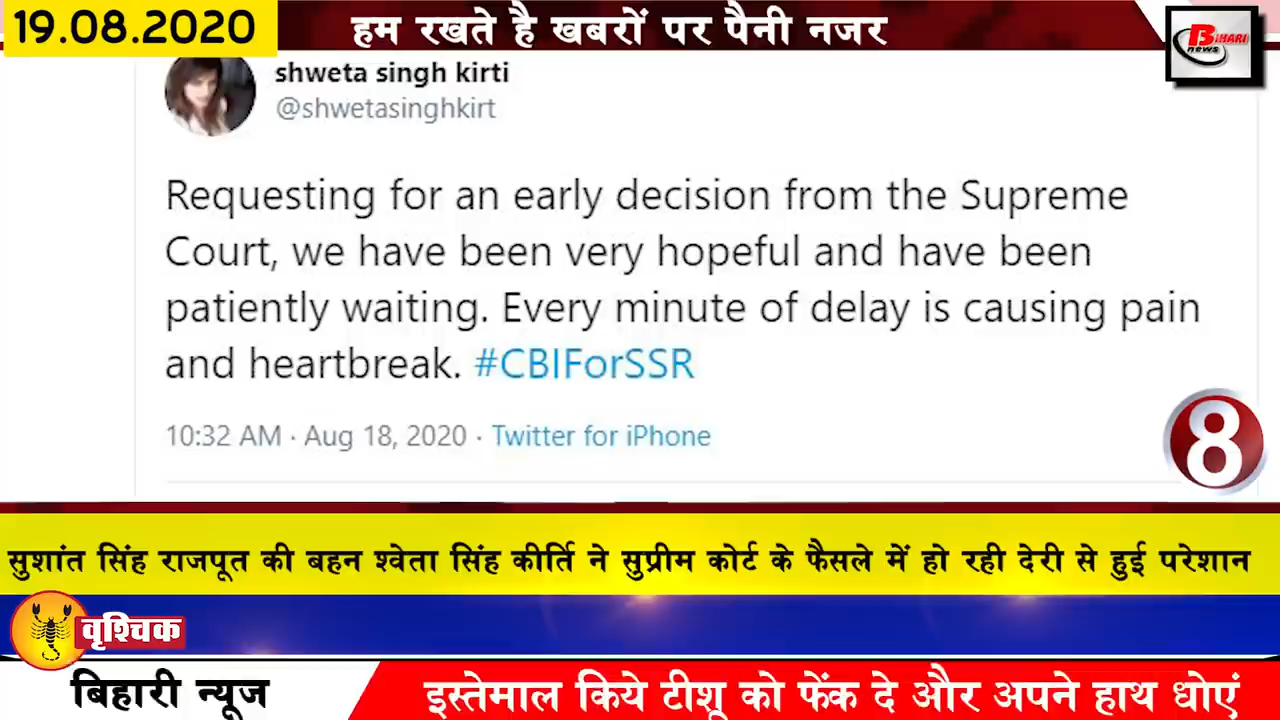 19.08.2020
हम रखते है खबरों पर पैनी नजर
BIHARI
news
shweta singh kirti
@shwetasinghkirt
Requesting for an early decision from the Supreme
Court, we have been very hopeful and have been
patiently waiting. Every minute of delay is causing pain
and heartbreak. #CBIForSSR
10:32 AM · Aug 18, 2020 · Twitter for iPhone
8
सुशांत सिंह राजपूत की बहन श्वेता सिंह कीर्ति ने सुप्रीम कोर्ट के फैसले में हो रही देरी से हुई परेशान
वृश्चिक
बिहारी न्यूज
इस्तेमाल किये टीशू को फेंक दे और अपने हाथ धोएं